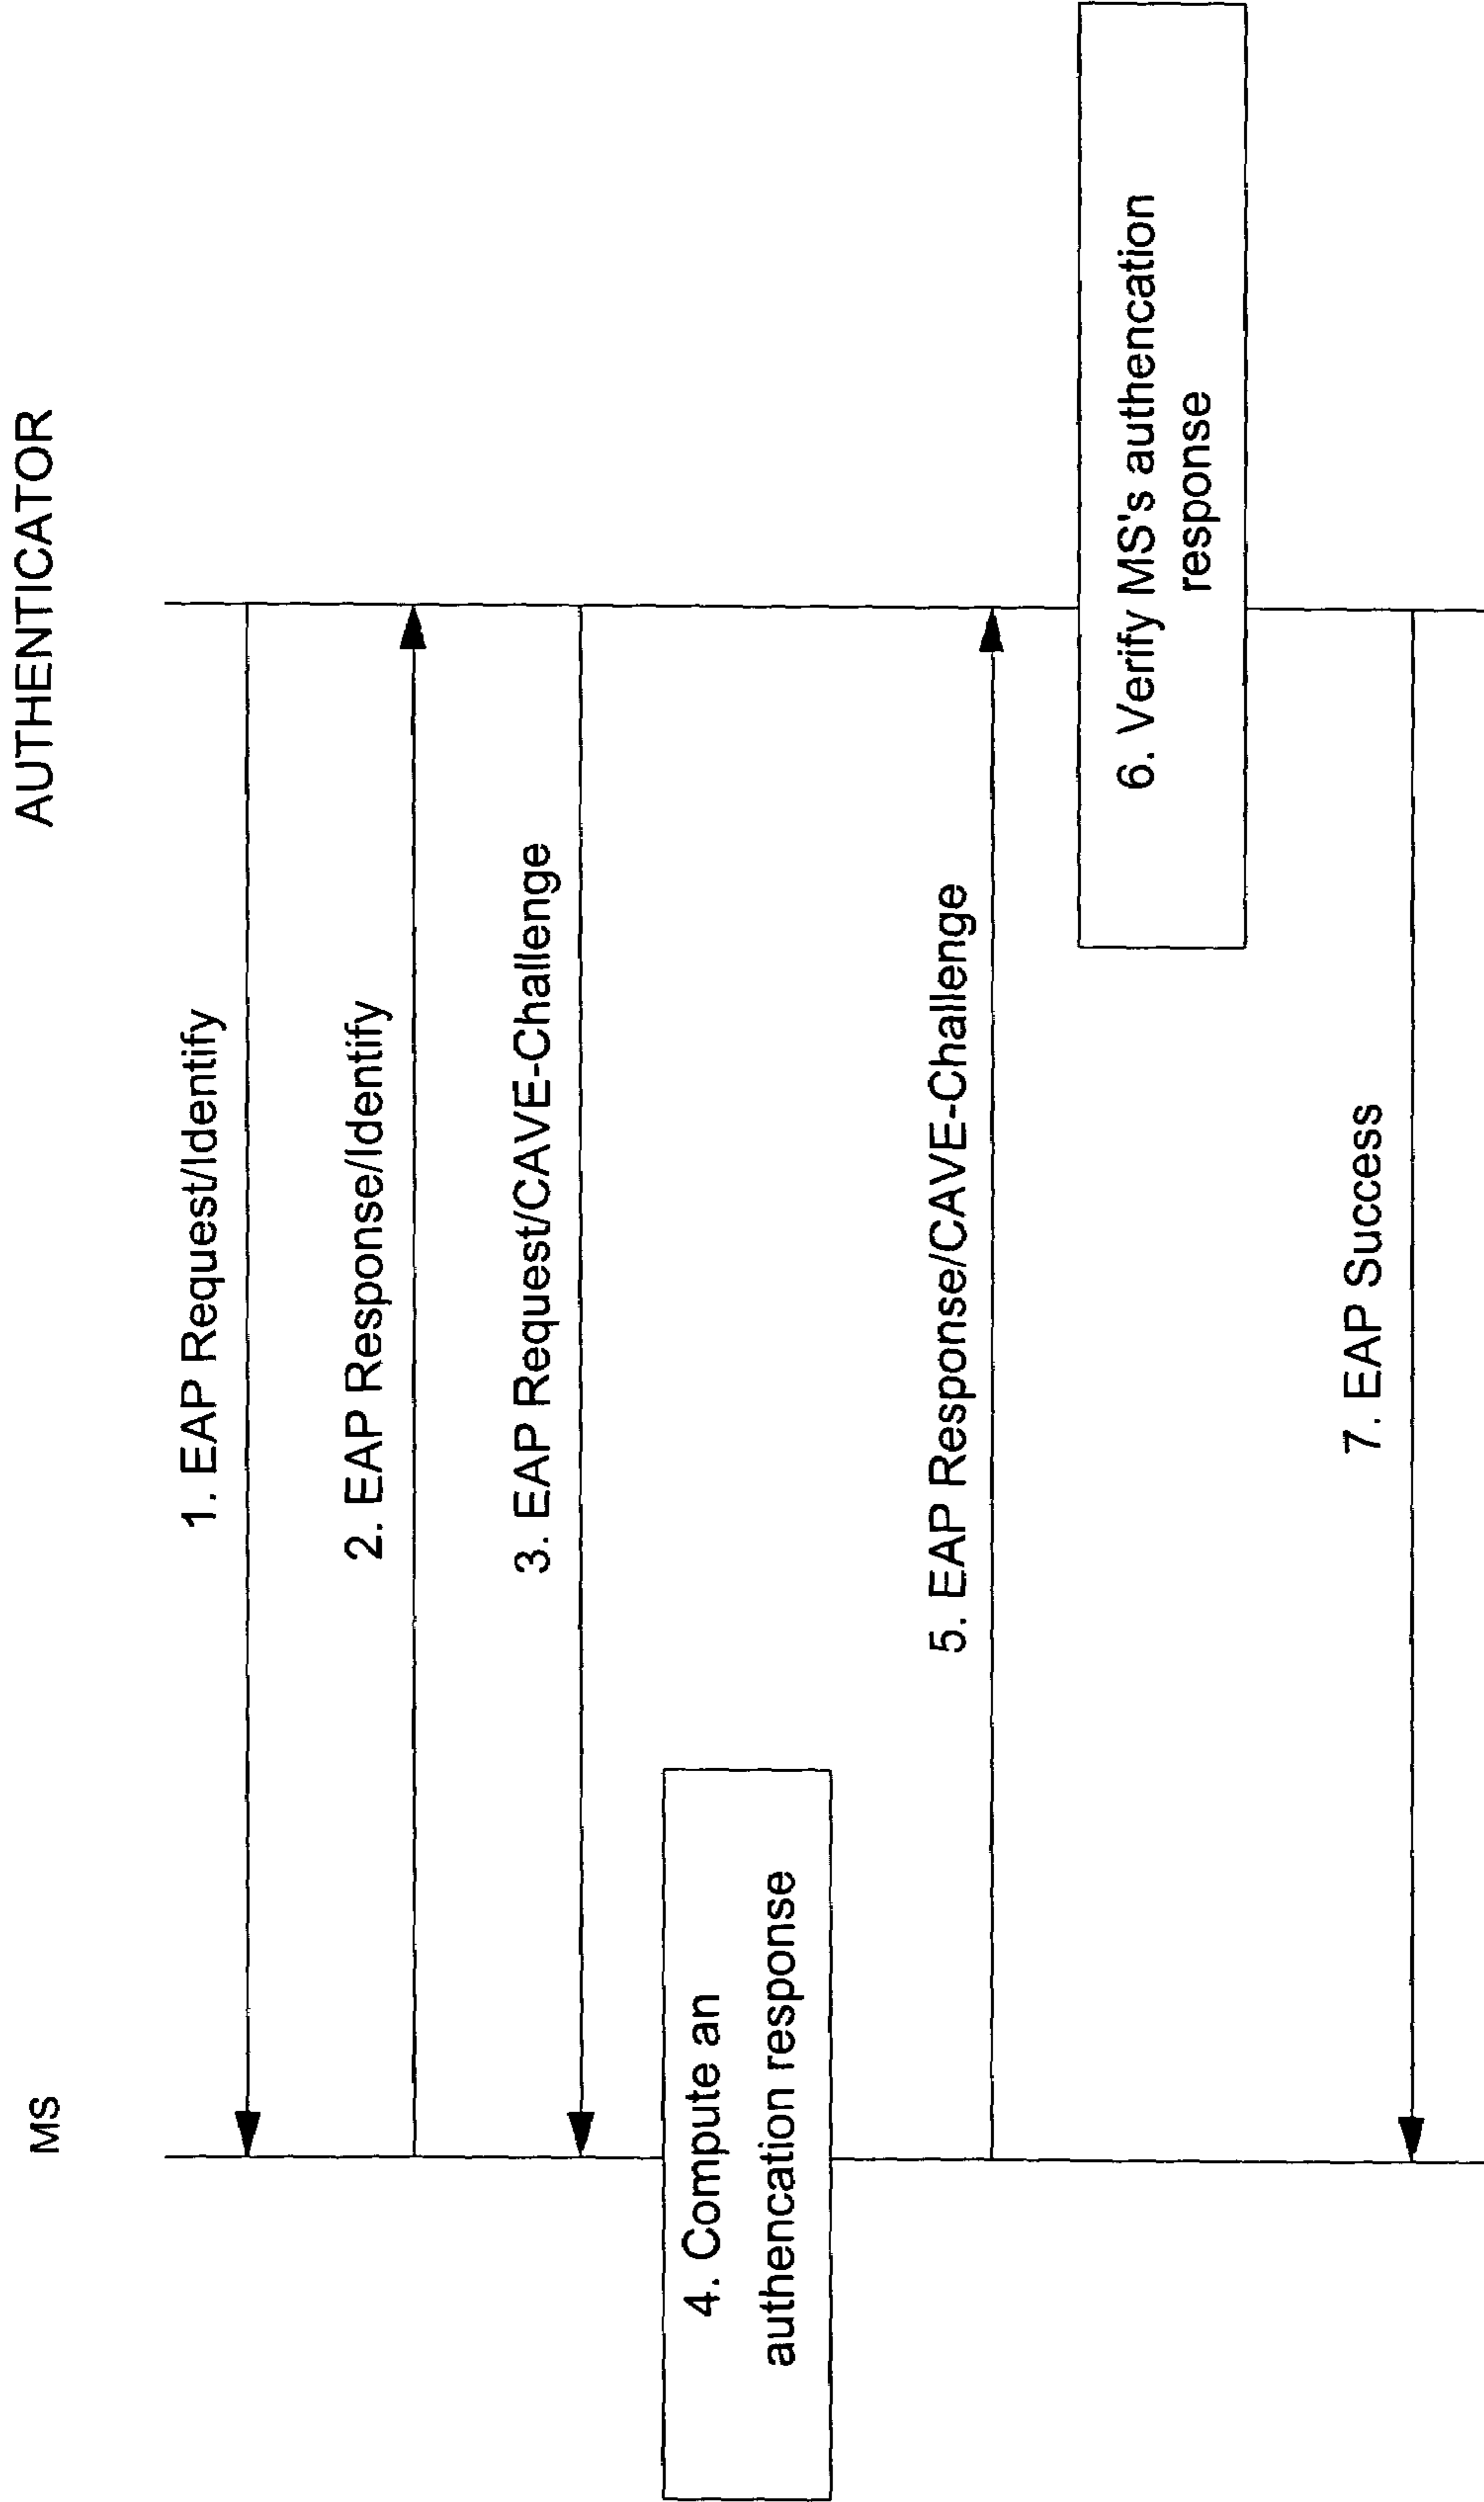 MS
AUTHENTICATOR
1. EAP Request/Identify
2. EAP Response/Identify
3. EAP Request/CAVE-Challenge
4. Compute an
authencation response
5. EAP Response/CAVE-Challenge
6. Verify MS's authencation
response
7. EAP Success